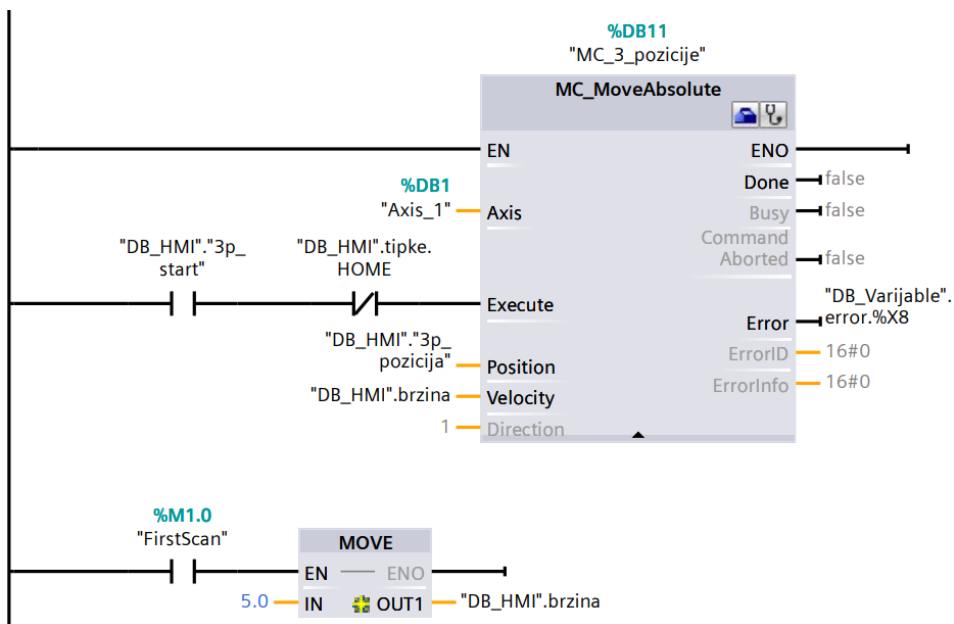 %DB11
"MC_3_pozicije"
MC_MoveAbsolute
EN
ENO
%DB1
"Axis_1"
Axis
Done
false
Busy
false
Command
Aborted
false
"DB_HMI"."3p_
start"
"DB_HMI".tipke.
HOME
Execute
"DB_Varijable".
error.%X8
Error
"DB_HMI"."3p_
pozicija"
Position
ErrorID
16#0
"DB_HMI".brzina
Velocity
ErrorInfo
16#0
1
Direction
%M1.0
"FirstScan"
MOVE
EN
ENO
5.0
IN
OUT1
"DB_HMI".brzina